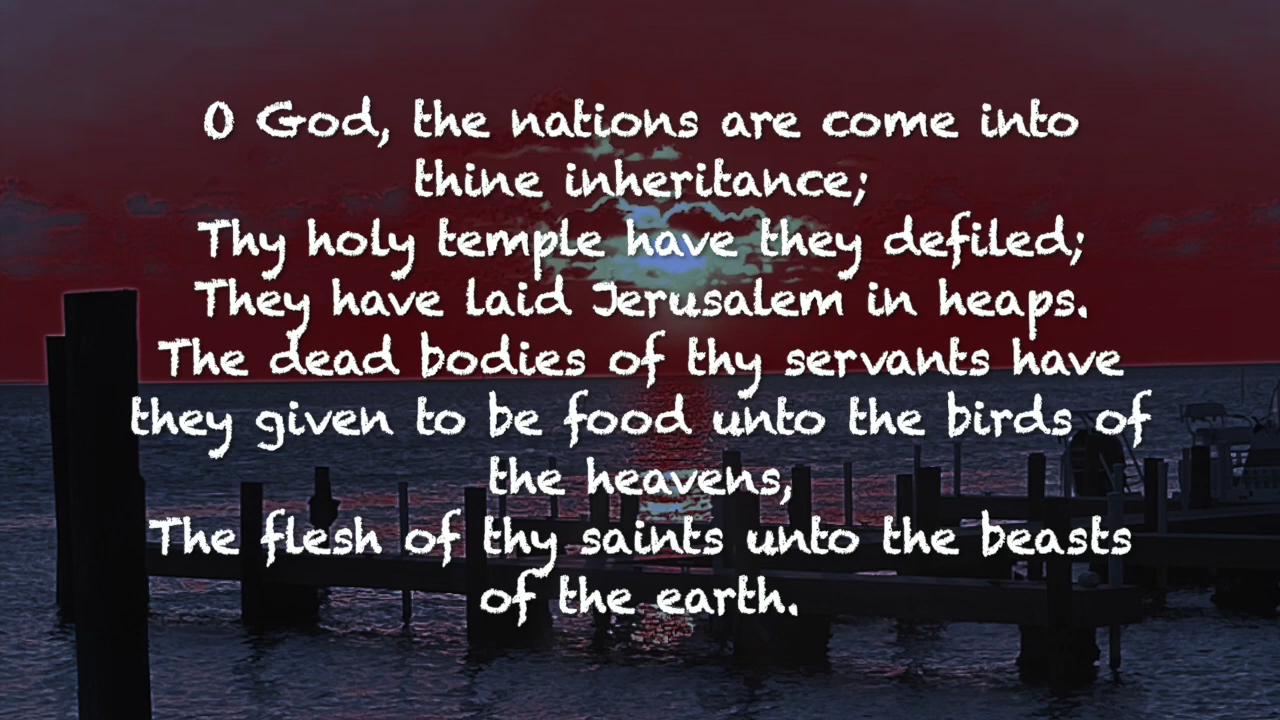 O God, the nations are come into
thine inheritance;
Thy holy temple have they defiled;
They have laid Jerusalem in heaps.
The dead bodies of thy servants have
they given to be food unto the birds of
the heavens,
The flesh of thy saints unto the beasts
of the earth.